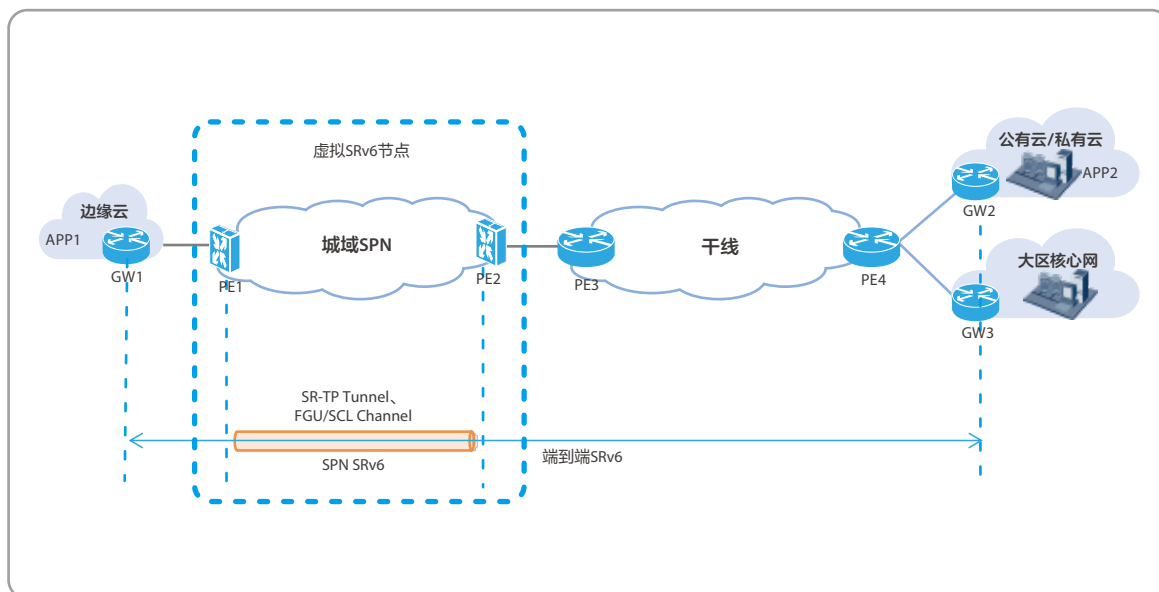 虚拟SRv6节点
公有云/私有云
APP2
GW2
边缘云
APP1
GW1
城域SPN
PE1
PE2
干线
PE3
PE4
大区核心网
GW3
SR-TP Tunnel、
FGU/SCL Channel
SPN SRv6
端到端SRv6